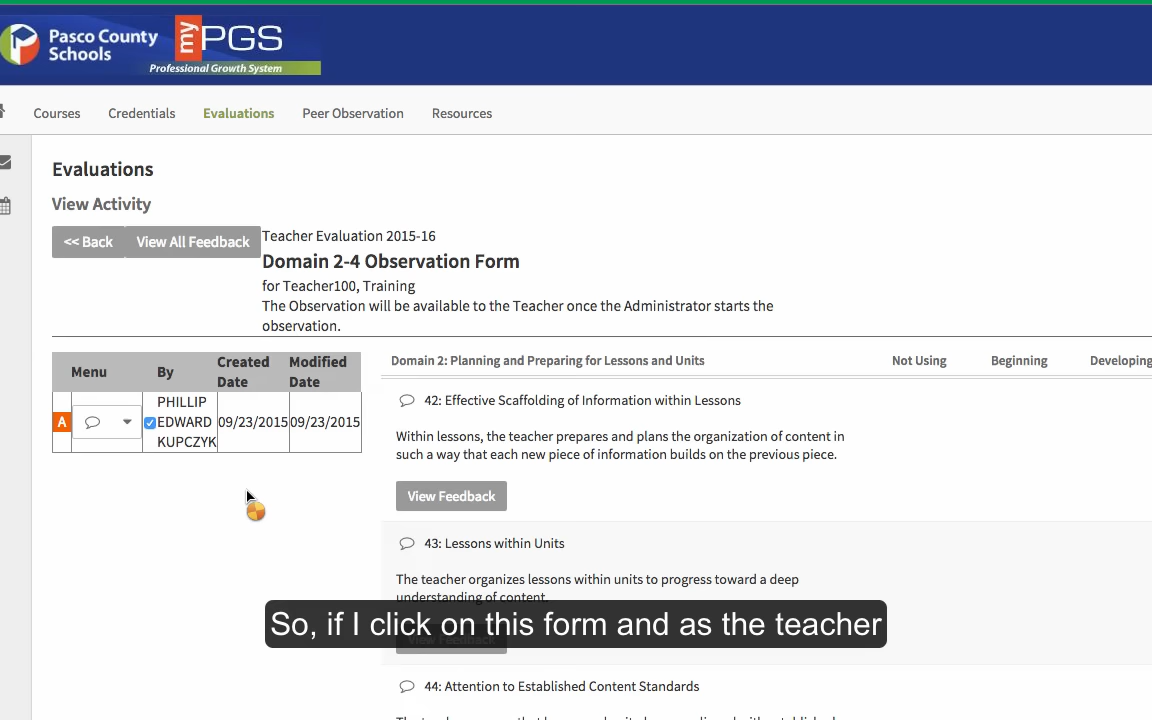 Pasco County
Schools
my PGS
Professional Growth System
Courses Credentials Evaluations Peer Observation Resources
Evaluations
View Activity
<< Back View All Feedback
Teacher Evaluation 2015-16
Domain 2-4 Observation Form
for Teacher100, Training
The Observation will be available to the Teacher once the Administrator starts the
observation.
Menu By Created Date Modified Date
A PHILLIP EDWARD KUPCZYK 09/23/2015 09/23/2015
Domain 2: Planning and Preparing for Lessons and Units Not Using Beginning Developing
42: Effective Scaffolding of Information within Lessons
Within lessons, the teacher prepares and plans the organization of content in
such a way that each new piece of information builds on the previous piece.
View Feedback
43: Lessons within Units
The teacher organizes lessons within units to progress toward a deep
understanding of content.
View Feedback
So, if I click on this form and as the teacher
44: Attention to Established Content Standards